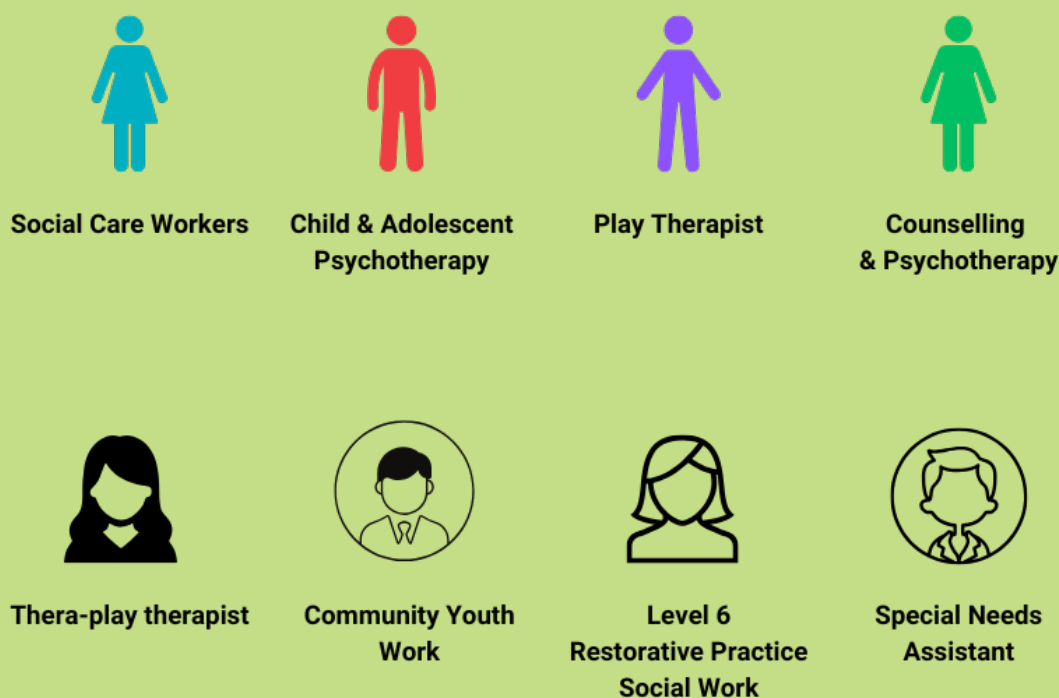 Social Care Workers
Child & Adolescent
Psychotherapy
Play Therapist
Counselling
& Psychotherapy
Thera-play therapist
Community Youth
Work
Level 6
Restorative Practice
Social Work
Special Needs
Assistant